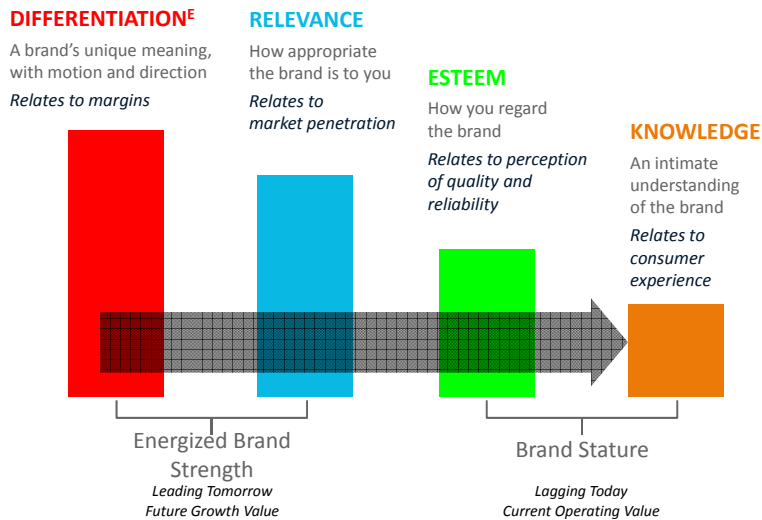 DIFFERENTIATIONᴱ
A brand’s unique meaning,
with motion and direction
Relates to margins
RELEVANCE
How appropriate
the brand is to you
Relates to
market penetration
ESTEEM
How you regard
the brand
Relates to perception
of quality and
reliability
KNOWLEDGE
An intimate
understanding
of the brand
Relates to
consumer
experience
Energized Brand
Strength
Leading Tomorrow
Future Growth Value
Brand Stature
Lagging Today
Current Operating Value